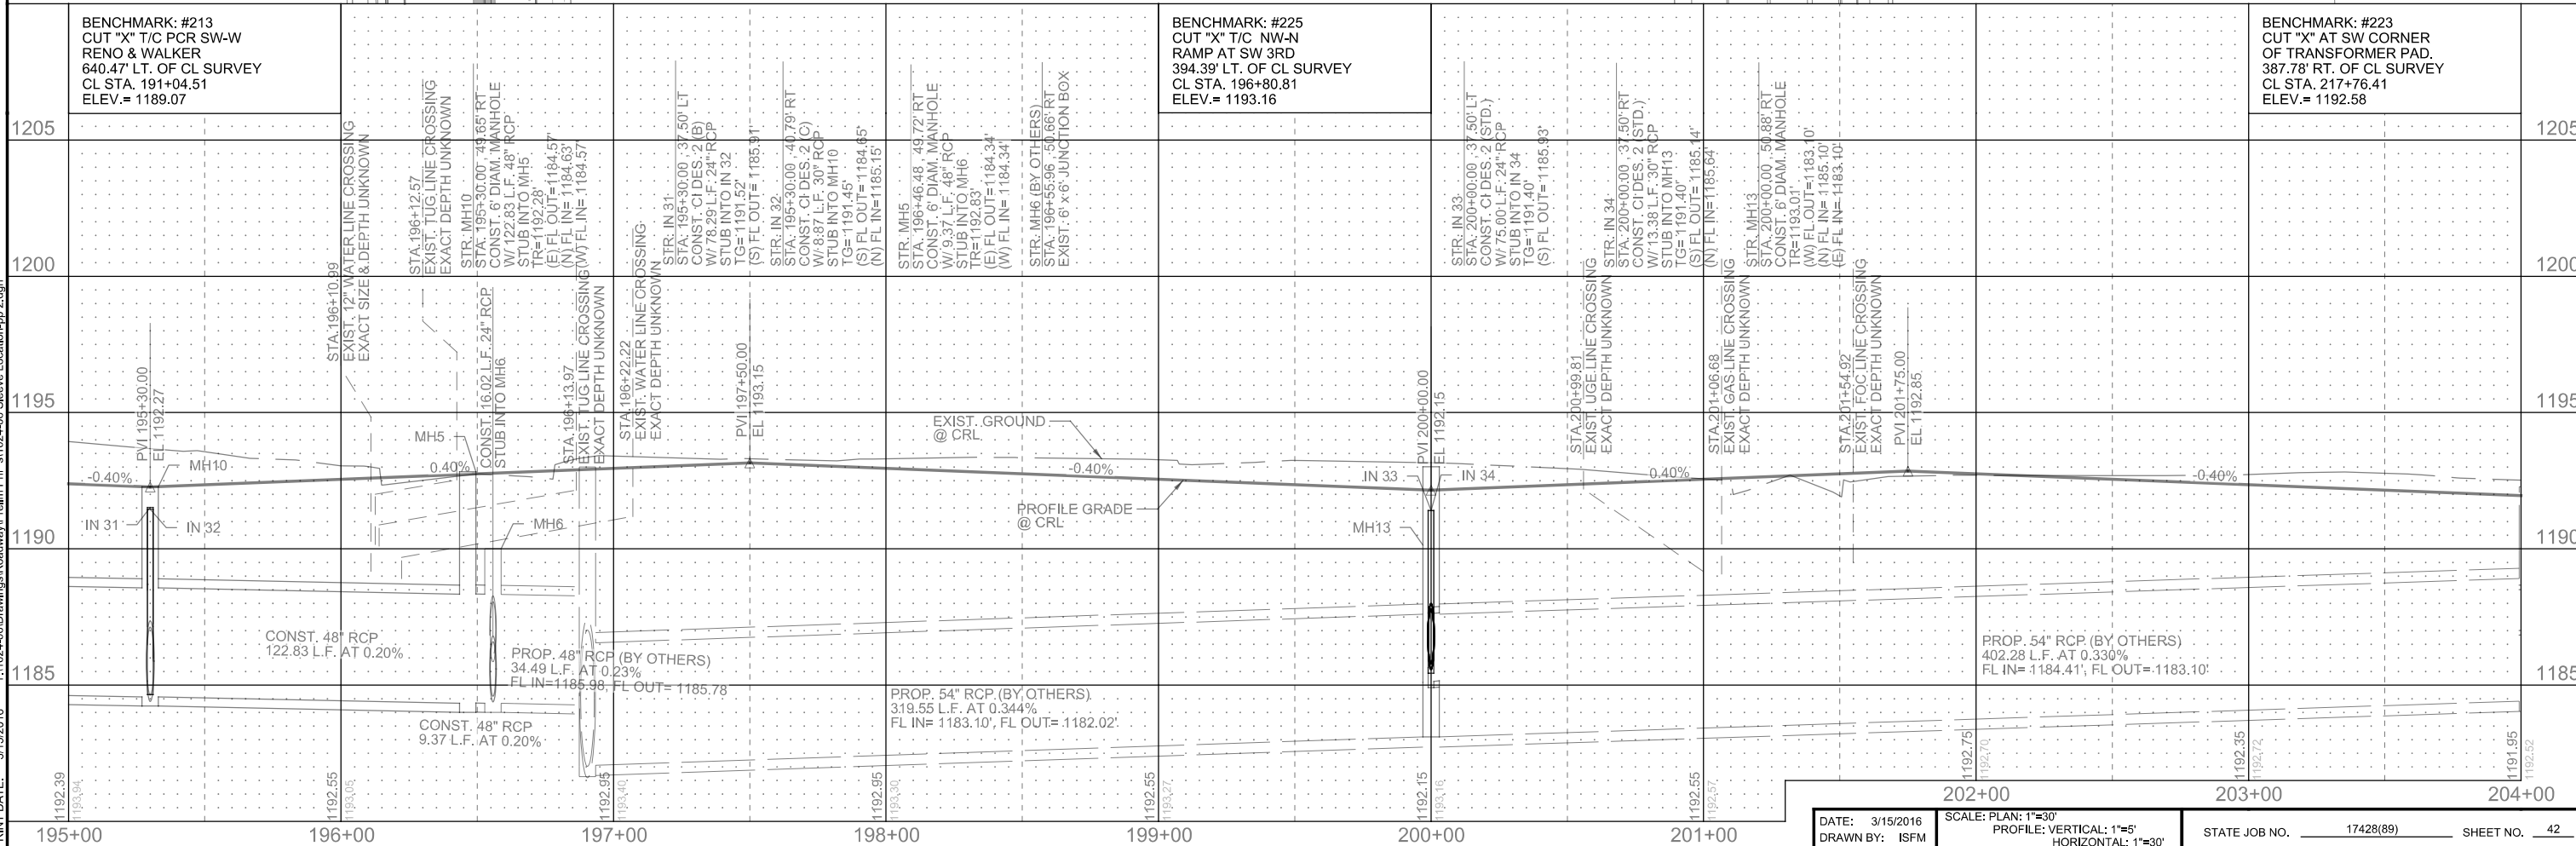 BENCHMARK: #213
CUT "X" T/C PCR SW-W
RENO & WALKER
640.47' LT. OF CL SURVEY
CL STA. 191+04.51
ELEV.= 1189.07
BENCHMARK: #225
CUT "X" T/C NW-N
RAMP AT SW 3RD
394.39' LT. OF CL SURVEY
CL STA. 196+80.81
ELEV.= 1193.16
BENCHMARK: #223
CUT "X" AT SW CORNER
OF TRANSFORMER PAD.
387.78' RT. OF CL SURVEY
CL STA. 217+76.41
ELEV.= 1192.58
1205
1200
1195
1190
1185
1205
1200
1195
1190
1185
PVI 195+30.00
EL 1192.27
STA.196+10.99
EXIST. 12" WATER LINE CROSSING
EXACT SIZE & DEPTH UNKNOWN
STA.196+12.57
EXIST. TUG LINE CROSSING
EXACT DEPTH UNKNOWN
STR. MH10
STA. 195+30.00, 49.65' RT
CONST. 6' DIAM. MANHOLE
W/ 122.83 L.F. 48" RCP
STUB INTO MH5
TR=1192.28'
(E) FL OUT=1184.57'
(N) FL IN= 1184.63'
(W) FL IN= 1184.57'
CONST. 16.02 L.F. 24" RCP
STUB INTO MH6
STA.196+13.97
EXIST. TUG LINE CROSSING
EXACT DEPTH UNKNOWN
STA.196+22.22
EXIST. WATER LINE CROSSING
EXACT DEPTH UNKNOWN
STR. IN 31
STA. 195+30.00, 37.50' LT
CONST. CI DES. 2 (B)
W/ 78.29 L.F. 24" RCP
STUB INTO IN 32
TG= 1191.52'
(S) FL OUT= 1185.91'
PVI 197+50.00
EL 1193.15
STR. IN 32
STA. 195+30.00, 40.79' RT
CONST. CI DES. 2 (C)
W/ 8.87 L.F. 30" RCP
STUB INTO MH10
TG= 1191.45'
(S) FL OUT= 1184.65'
(N) FL IN=1185.15'
STR. MH5
STA. 196+46.48, 49.72' RT
CONST. 6' DIAM. MANHOLE
W/ 9.37 L.F. 48" RCP
STUB INTO MH6
TR=1192.83'
(E) FL OUT=1184.34'
(W) FL IN= 1184.34'
STR. MH6 (BY OTHERS)
STA. 196+55.96, 50.66' RT
EXIST. 6' x 6' JUNCTION BOX
PVI 200+00.00
EL 1192.15
STR. IN 33
STA. 200+00.00, 37.50' LT
CONST. CI DES. 2 (STD.)
W/ 75.00 L.F. 24" RCP
STUB INTO IN 34
TG= 1191.40'
(S) FL OUT=1185.93'
STA.200+99.81
EXIST. UGE LINE CROSSING
EXACT DEPTH UNKNOWN
STR. IN 34
STA. 200+00.00, 37.50' RT
CONST. CI DES. 2 (STD.)
W/ 13.38 L.F. 30" RCP
STUB INTO MH13
TG= 1191.40'
(S) FL OUT= 1185.14'
(N) FL IN=1185.64'
STA.201+06.68
EXIST. GAS LINE CROSSING
EXACT DEPTH UNKNOWN
STR. MH13
STA. 200+00.00, 50.88' RT
CONST. 6' DIAM. MANHOLE
TR=1193.01'
(W) FL OUT=1183.10'
(N) FL IN= 1185.10'
(E) FL IN=1183.10'
STA.201+54.92
EXIST. FOC LINE CROSSING
EXACT DEPTH UNKNOWN
PVI 201+75.00
EL 1192.85
-0.40%
MH10
IN 31
IN 32
MH5
0.40%
MH6
EXIST. GROUND
@ CRL
-0.40%
PROFILE GRADE
@ CRL
IN 33
IN 34
MH13
0.40%
-0.40%
CONST. 48" RCP
122.83 L.F. AT 0.20%
CONST. 48" RCP
9.37 L.F. AT 0.20%
PROP. 48" RCP (BY OTHERS)
34.49 L.F. AT 0.23%
FL IN=1185.98, FL OUT= 1185.78
PROP. 54" RCP (BY OTHERS)
319.55 L.F. AT 0.344%
FL IN= 1183.10', FL OUT= 1182.02'
PROP. 54" RCP (BY OTHERS)
402.28 L.F. AT 0.330%
FL IN= 1184.41', FL OUT= 1183.10'
1192.39
1193.94
1192.55
1193.05
1192.95
1193.40
1192.95
1193.30
1192.55
1193.27
1192.15
1193.16
1192.55
1192.57
1192.75
1192.70
1192.35
1192.72
1191.95
1192.52
195+00
196+00
197+00
198+00
199+00
200+00
201+00
202+00
203+00
204+00
DATE: 3/15/2016
DRAWN BY: ISFM
SCALE: PLAN: 1"=30'
PROFILE: VERTICAL: 1"=5'
HORIZONTAL: 1"=30'
STATE JOB NO. 17428(89) SHEET NO. 42